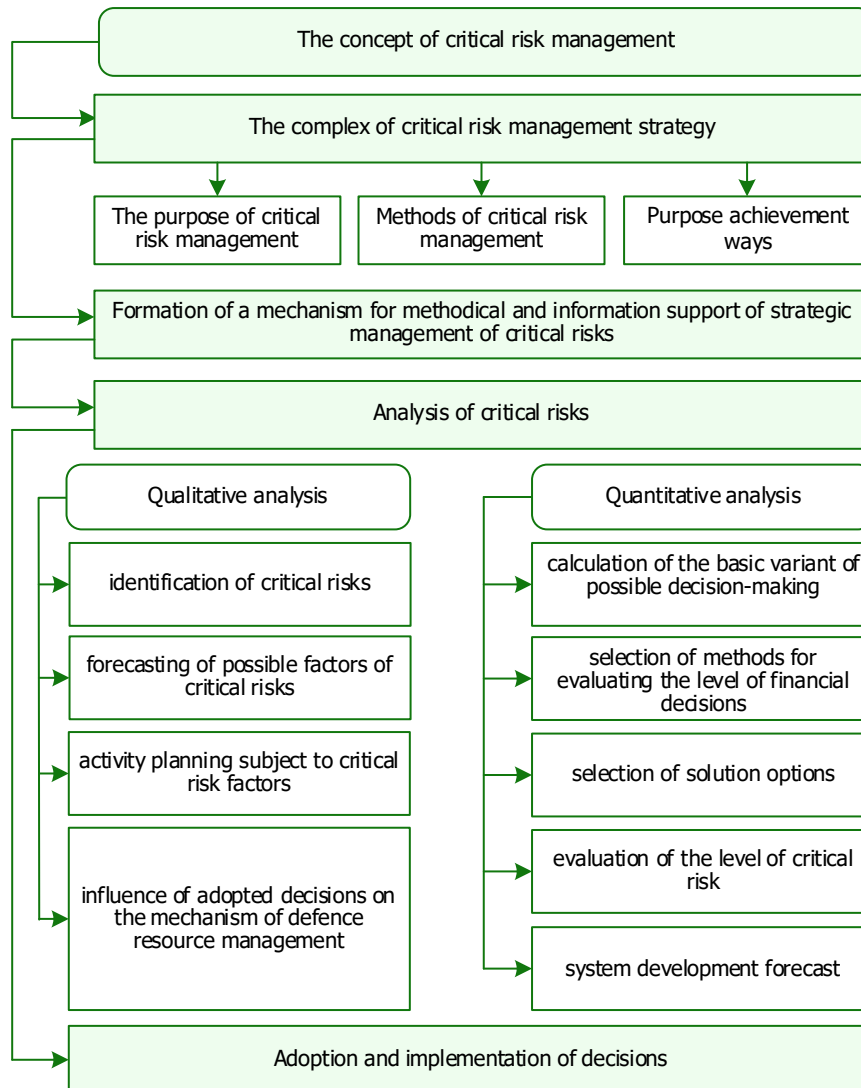 The concept of critical risk management
The complex of critical risk management strategy
The purpose of critical
risk management
Methods of critical risk
management
Purpose achievement
ways
Formation of a mechanism for methodical and information support of strategic
management of critical risks
Analysis of critical risks
Qualitative analysis
identification of critical risks
forecasting of possible factors of
critical risks
activity planning subject to critical
risk factors
influence of adopted decisions on
the mechanism of defence
resource management
Quantitative analysis
calculation of the basic variant of
possible decision-making
selection of methods for
evaluating the level of financial
decisions
selection of solution options
evaluation of the level of critical
risk
system development forecast
Adoption and implementation of decisions